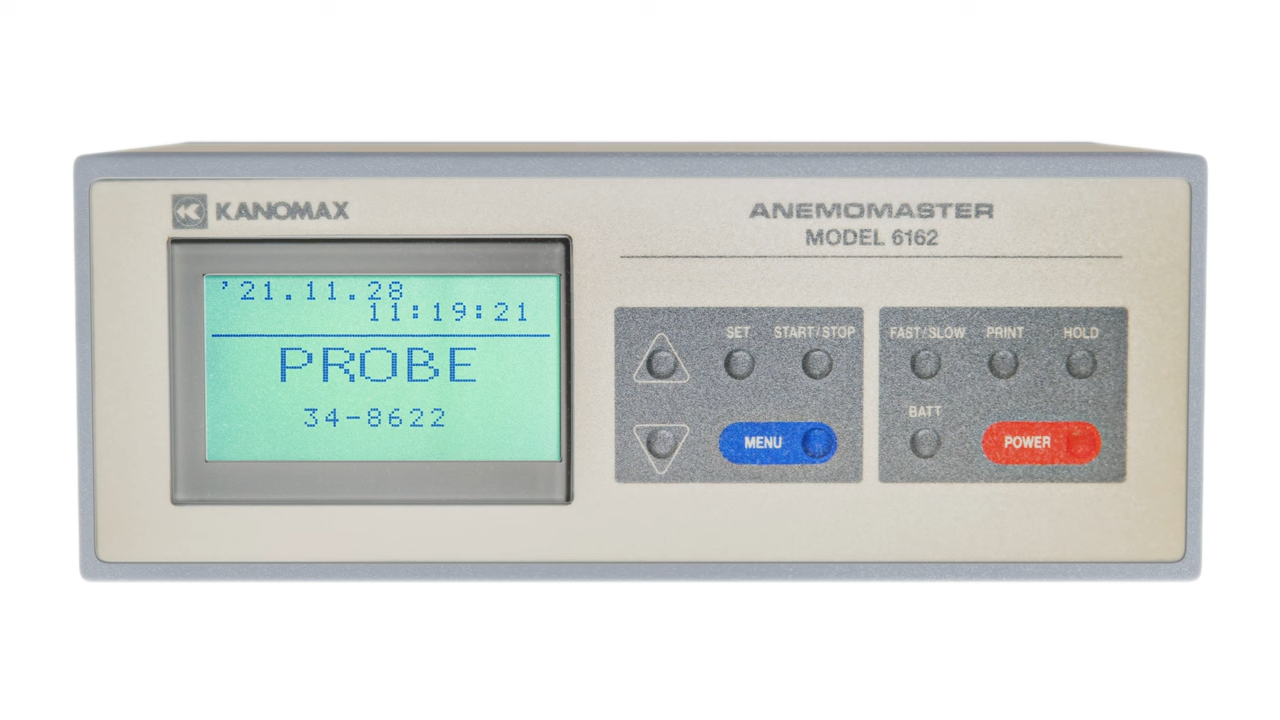 KANOMAX
ANEMOMASTER
MODEL 6162
'21.11.28
11:19:21
PROBE
34-8622
SET
START/STOP
MENU
FAST/SLOW
PRINT
HOLD
BATT
POWER